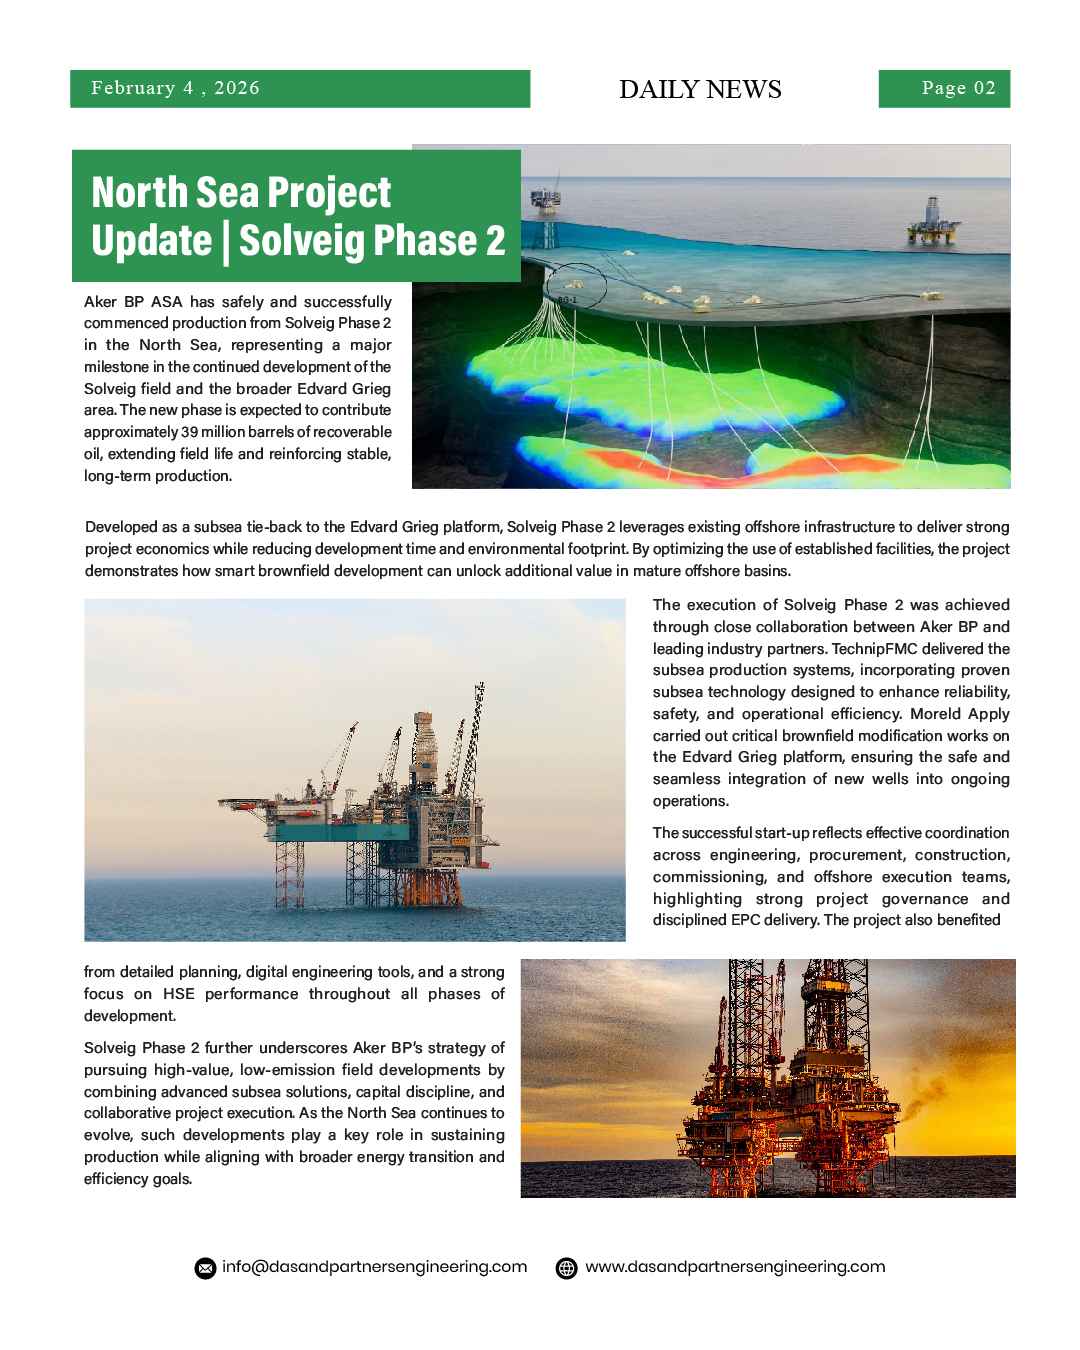 February 4 , 2026
DAILY NEWS
Page 02
North Sea Project
Update | Solveig Phase 2
Aker BP ASA has safely and successfully
commenced production from Solveig Phase 2
in the North Sea, representing a major
milestone in the continued development of the
Solveig field and the broader Edvard Grieg
area. The new phase is expected to contribute
approximately 39 million barrels of recoverable
oil, extending field life and reinforcing stable,
long-term production.
Developed as a subsea tie-back to the Edvard Grieg platform, Solveig Phase 2 leverages existing offshore infrastructure to deliver strong
project economics while reducing development time and environmental footprint. By optimizing the use of established facilities, the project
demonstrates how smart brownfield development can unlock additional value in mature offshore basins.
The execution of Solveig Phase 2 was achieved
through close collaboration between Aker BP and
leading industry partners. TechnipFMC delivered the
subsea production systems, incorporating proven
subsea technology designed to enhance reliability,
safety, and operational efficiency. Moreld Apply
carried out critical brownfield modification works on
the Edvard Grieg platform, ensuring the safe and
seamless integration of new wells into ongoing
operations.
The successful start-up reflects effective coordination
across engineering, procurement, construction,
commissioning, and offshore execution teams,
highlighting strong project governance and
disciplined EPC delivery. The project also benefited
from detailed planning, digital engineering tools, and a strong
focus on HSE performance throughout all phases of
development.
Solveig Phase 2 further underscores Aker BP's strategy of
pursuing high-value, low-emission field developments by
combining advanced subsea solutions, capital discipline, and
collaborative project execution. As the North Sea continues to
evolve, such developments play a key role in sustaining
production while aligning with broader energy transition and
efficiency goals.
info@dasandpartnersengineering.com
www.dasandpartnersengineering.com